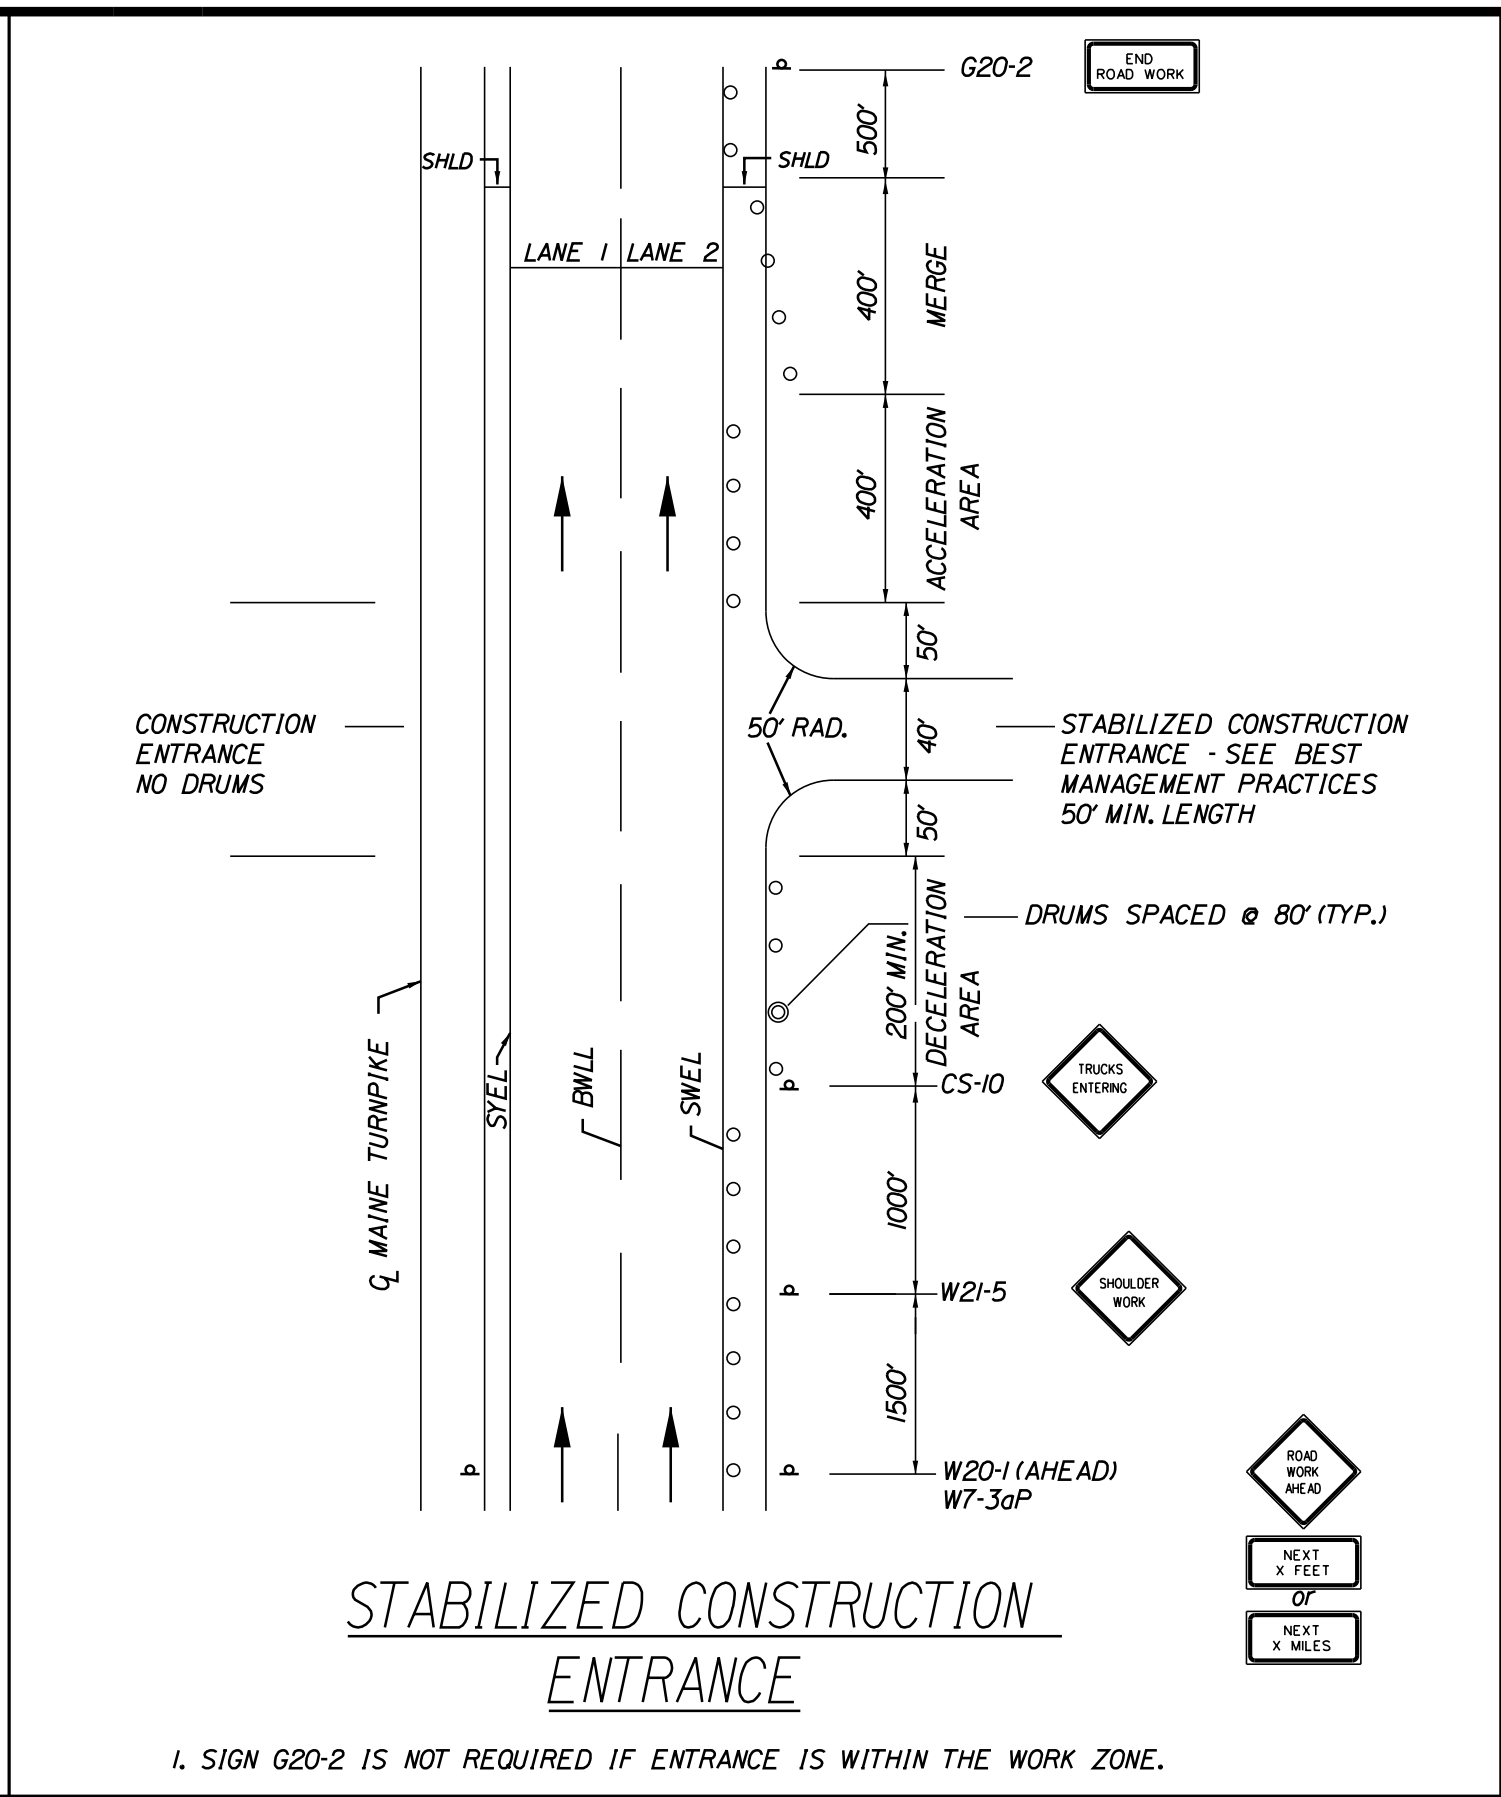 G20-2
END
ROAD WORK
500'
SHLD
SHLD
LANE 1
LANE 2
400'
MERGE
400'
ACCELERATION
AREA
50'
CONSTRUCTION
ENTRANCE
NO DRUMS
50' RAD.
40'
STABILIZED CONSTRUCTION
ENTRANCE - SEE BEST
MANAGEMENT PRACTICES
50' MIN. LENGTH
50'
200' MIN.
DECELERATION
AREA
DRUMS SPACED @ 80' (TYP.)
CS-10
TRUCKS
ENTERING
℄ MAINE TURNPIKE
SYEL
BWLL
SWEL
1000'
W21-5
SHOULDER
WORK
1500'
W20-1 (AHEAD)
W7-3aP
ROAD
WORK
AHEAD
NEXT
X FEET
or
NEXT
X MILES
STABILIZED CONSTRUCTION
ENTRANCE
1. SIGN G20-2 IS NOT REQUIRED IF ENTRANCE IS WITHIN THE WORK ZONE.